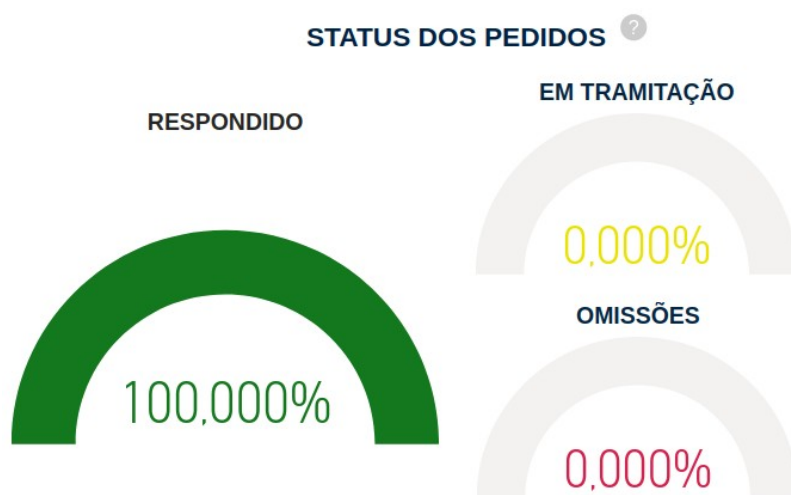 STATUS DOS PEDIDOS ?
RESPONDIDO
100,000%
EM TRAMITAÇÃO
0,000%
OMISSÕES
0,000%